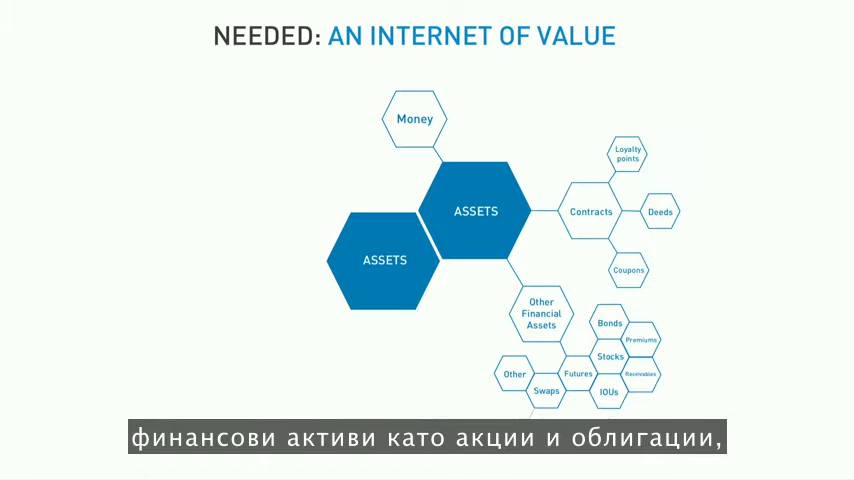 NEEDED: AN INTERNET OF VALUE
Money
Loyalty
points
ASSETS
Contracts
Deeds
ASSETS
Coupons
Other
Financial
Assets
Bonds
Premiums
Stocks
Other
Futures
Receivables
Swaps
IOUs
финансови активи като акции и облигации,